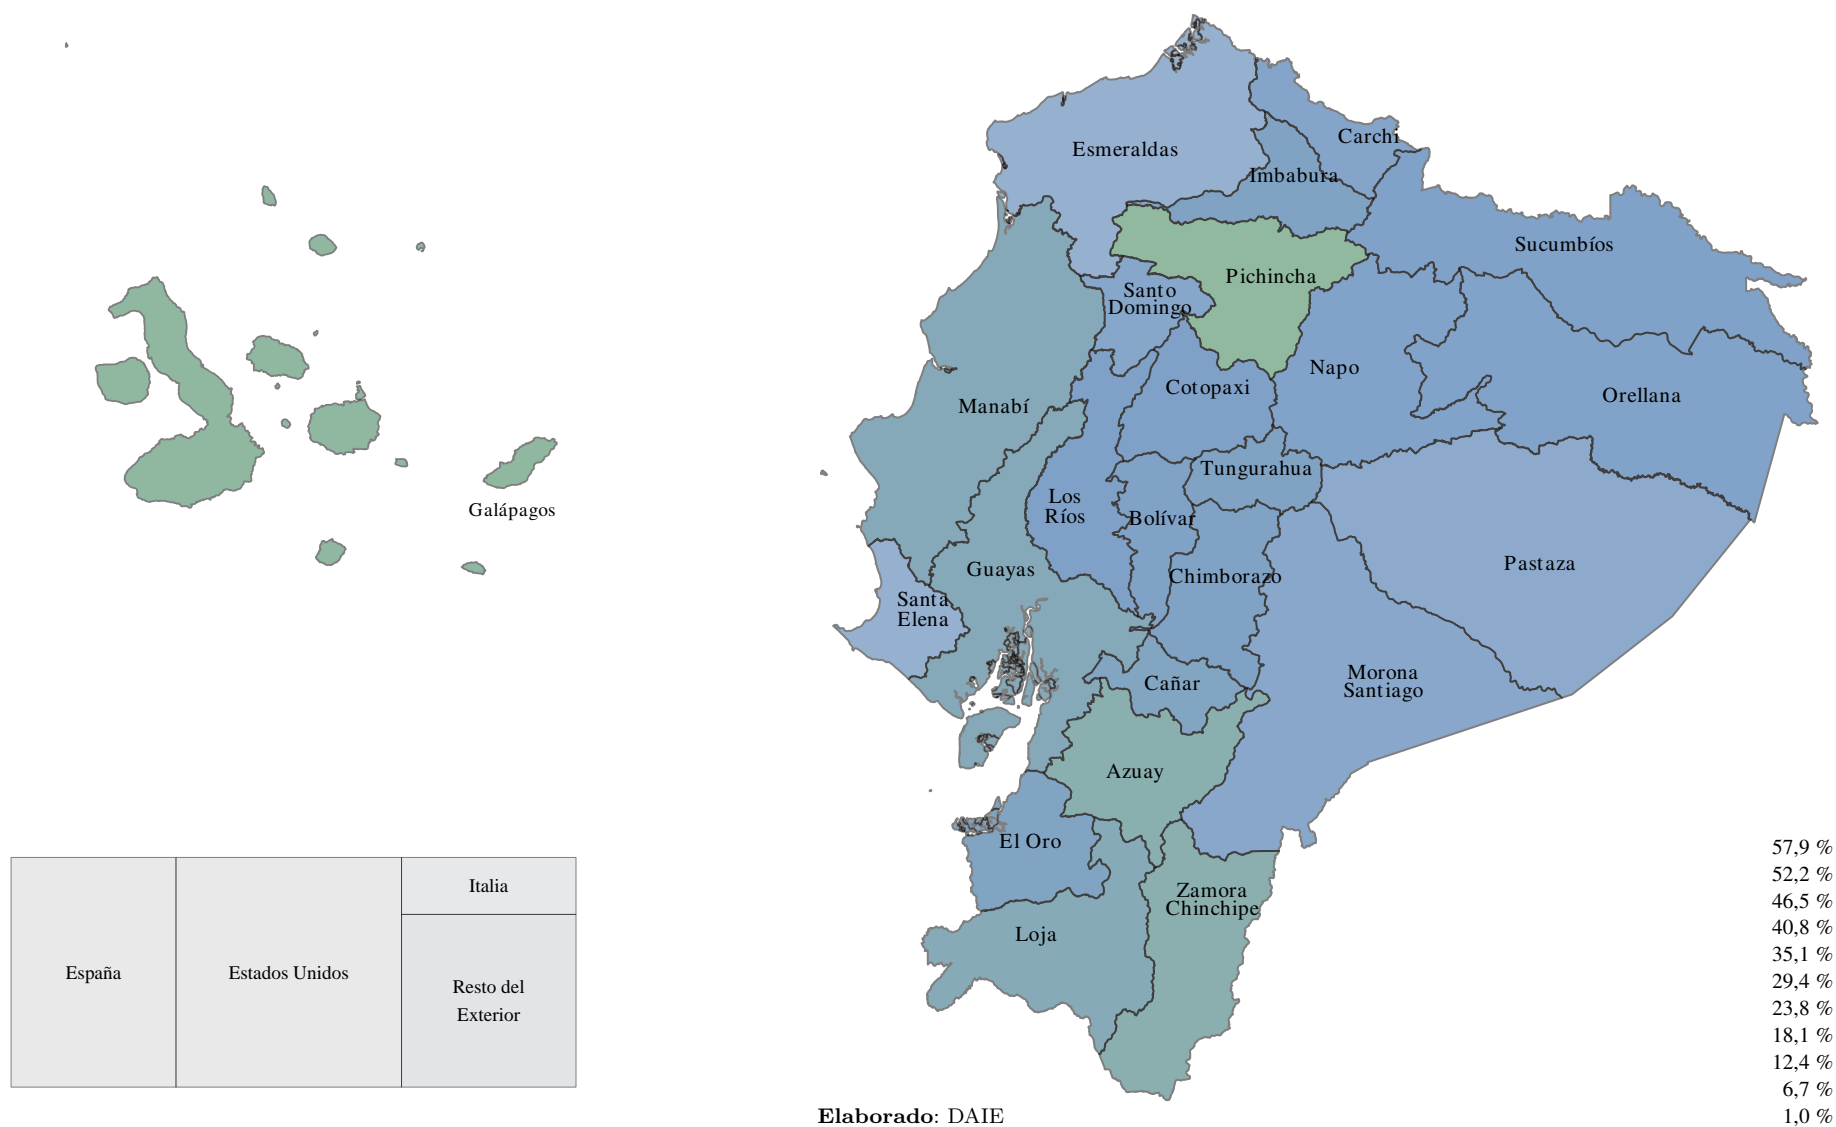 Esmeraldas
Carchi
Imbabura
Sucumbíos
Pichincha
Santo
Domingo
Napo
Cotopaxi
Orellana
Manabí
Tungurahua
Los
Ríos
Bolívar
Galápagos
Pastaza
Guayas
Chimborazo
Santa
Elena
Morona
Santiago
Cañar
Azuay
El Oro
Zamora
Chinchipe
Loja
España
Estados Unidos
Italia
Resto del
Exterior
57,9 %
52,2 %
46,5 %
40,8 %
35,1 %
29,4 %
23,8 %
18,1 %
12,4 %
6,7 %
1,0 %
Elaborado: DAIE